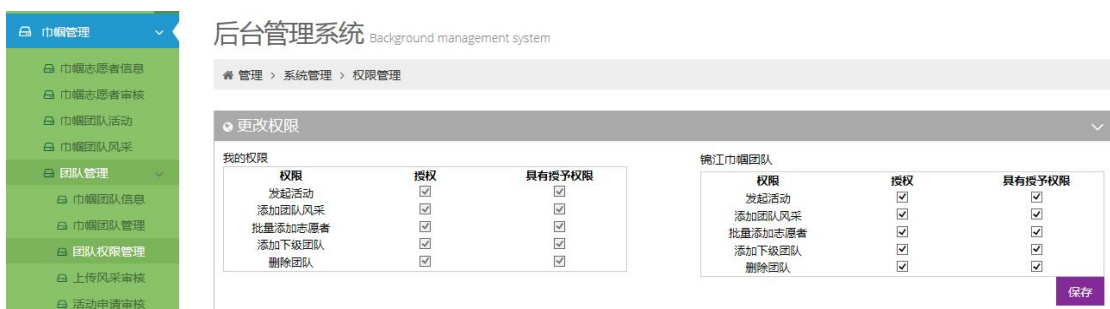 巾帼管理
巾帼志愿者信息
巾帼志愿者审核
巾帼团队活动
巾帼团队风采
团队管理
巾帼团队信息
巾帼团队管理
团队权限管理
上传风采审核
活动申请审核
后台管理系统 Background management system
管理 > 系统管理 > 权限管理
更改权限
我的权限
权限 授权 具有授予权限
发起活动
添加团队风采
批量添加志愿者
添加下级团队
删除团队
锦江巾帼团队
权限 授权 具有授予权限
发起活动
添加团队风采
批量添加志愿者
添加下级团队
删除团队
保存